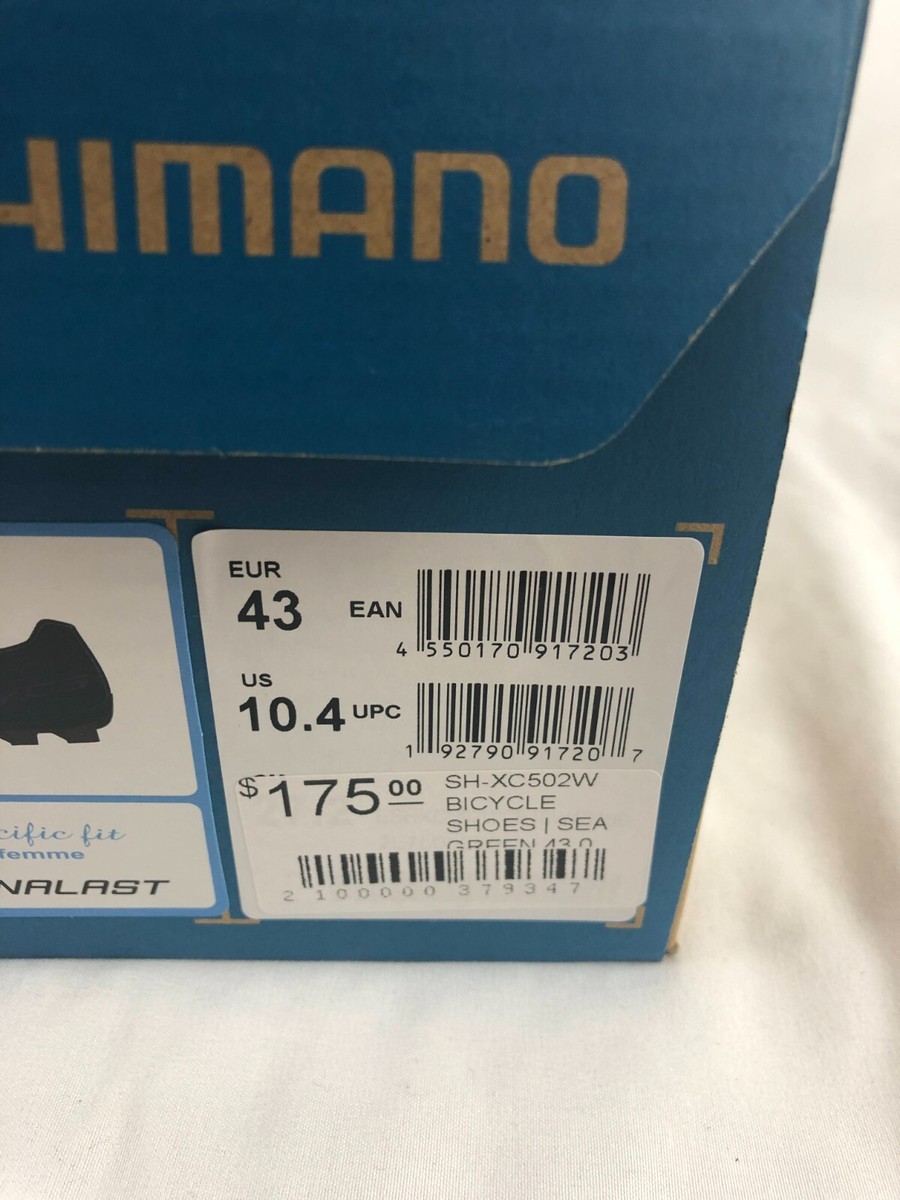 HIMANO
EUR
43
EAN
4 550170 917203
US
10.4
UPC
1 92790 91720 7
$175.00
SH-XC502W
BICYCLE
SHOES | SEA
GREEN 43.0
2 100000 379347
cific fit
femme
NALAST